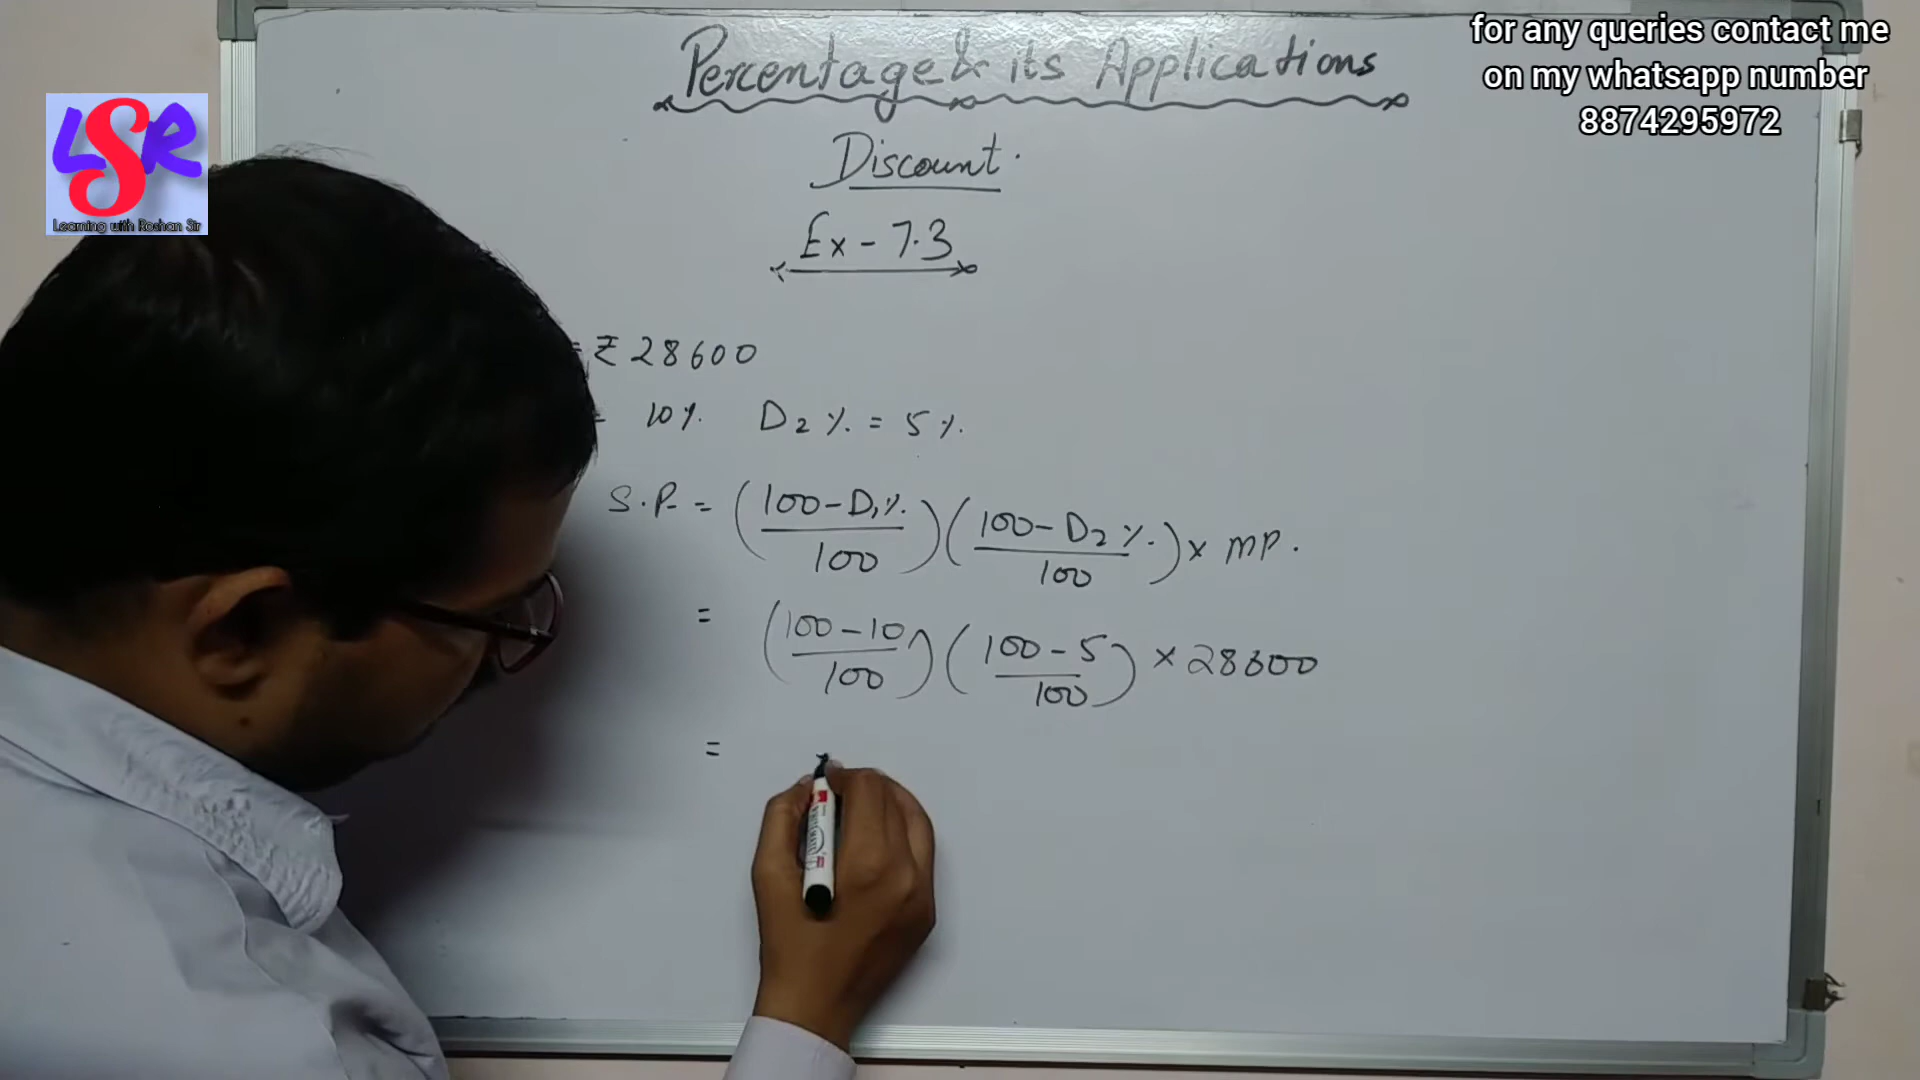 for any queries contact me
on my whatsapp number
8874295972
LSR
Learning with Roshan Sir
Percentage & its Applications
Discount.
Ex - 7.3
= ₹ 28600
= 10% D₂% = 5%.
S.P. = (100 - D₁% / 100) (100 - D₂% / 100) × MP.
= (100 - 10 / 100) (100 - 5 / 100) × 28600
=